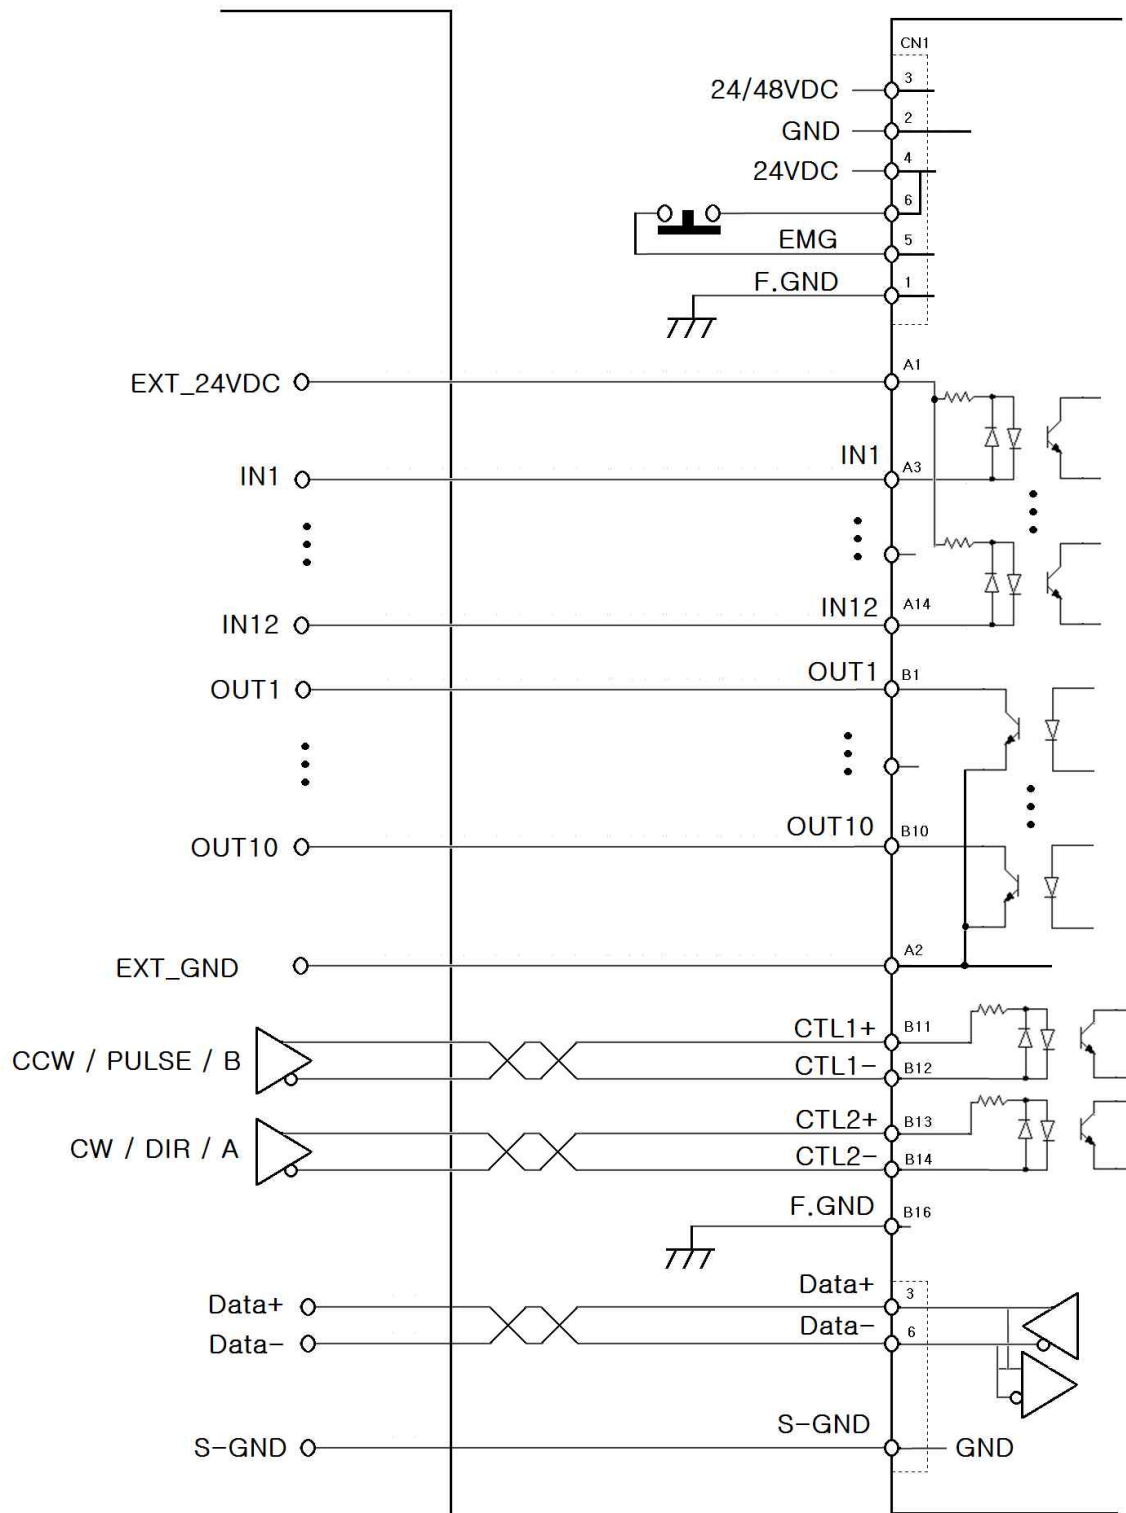 CN1
24/48VDC 3
GND 2
24VDC 4
6
EMG 5
F.GND 1
EXT_24VDC A1
IN1 IN1 A3
IN12 IN12 A14
OUT1 OUT1 B1
OUT10 OUT10 B10
EXT_GND A2
CTL1+ B11
CCW / PULSE / B
CTL1- B12
CTL2+ B13
CW / DIR / A
CTL2- B14
F.GND B16
Data+ Data+ 3
Data- Data- 6
S-GND S-GND GND